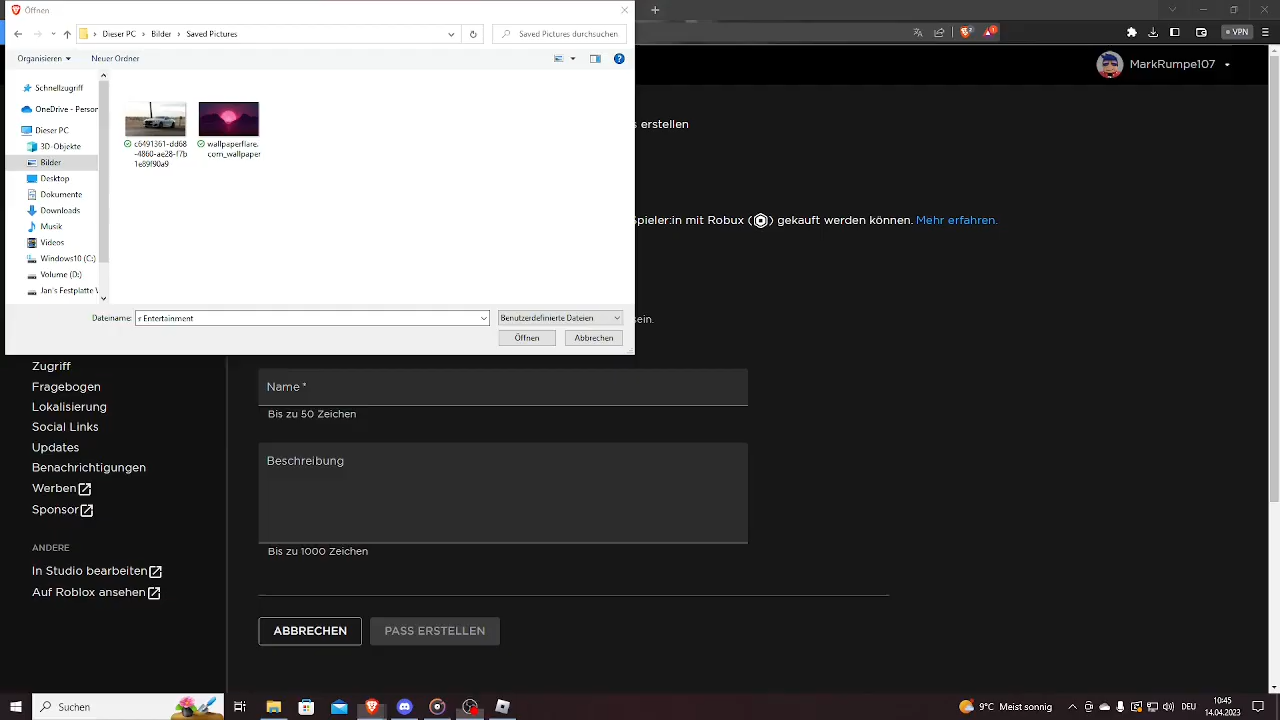 Öffnen
Dieser PC
Bilder
Saved Pictures
Saved Pictures durchsuchen
VPN
Organisieren
Neuer Ordner
MarkRumpe107
Schnellzugriff
OneDrive - Person
Dieser PC
3D-Objekte
Bilder
Desktop
Dokumente
Downloads
Musik
Videos
Windows10 (C:)
Volume (D:)
Jan's Festplatte
c6491361-dd68
-4860-ae28-f7b
1e89f90a9
wallpaperflare.
com_wallpaper
s erstellen
Spieler:in mit Robux ( ) gekauft werden können. Mehr erfahren.
Dateiname:
r Entertainment
Benutzerdefinierte Dateien
sein.
Öffnen
Abbrechen
Zugriff
Fragebogen
Lokalisierung
Social Links
Updates
Benachrichtigungen
Werben
Sponsor
ANDERE
In Studio bearbeiten
Auf Roblox ansehen
Name *
Bis zu 50 Zeichen
Beschreibung
Bis zu 1000 Zeichen
ABBRECHEN
PASS ERSTELLEN
Suchen
9°C Meist sonnig
DEU
10:45
14.04.2023